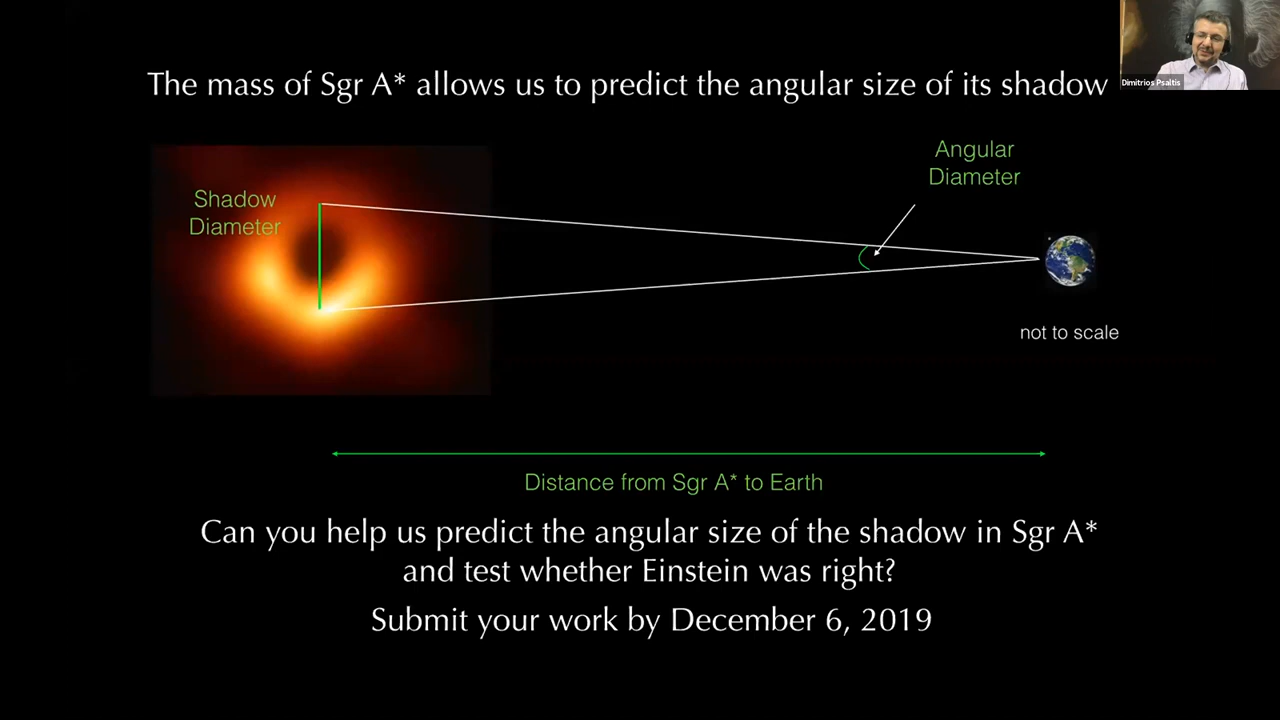 Dimitrios Psaltis
The mass of Sgr A* allows us to predict the angular size of its shadow
Angular
Diameter
Shadow
Diameter
not to scale
Distance from Sgr A* to Earth
Can you help us predict the angular size of the shadow in Sgr A*
and test whether Einstein was right?
Submit your work by December 6, 2019